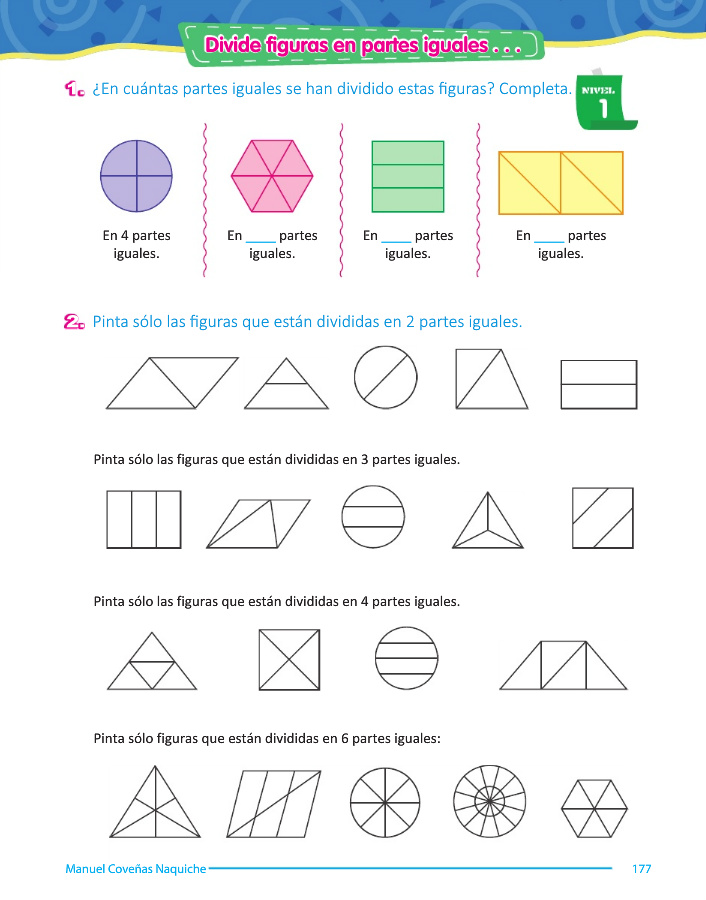 Divide figuras en partes iguales . . .
1. ¿En cuántas partes iguales se han dividido estas figuras? Completa.
NIVEL
1
En 4 partes iguales.
En ____ partes iguales.
En ____ partes iguales.
En ____ partes iguales.
2. Pinta sólo las figuras que están divididas en 2 partes iguales.
Pinta sólo las figuras que están divididas en 3 partes iguales.
Pinta sólo las figuras que están divididas en 4 partes iguales.
Pinta sólo figuras que están divididas en 6 partes iguales:
Manuel Coveñas Naquiche 177